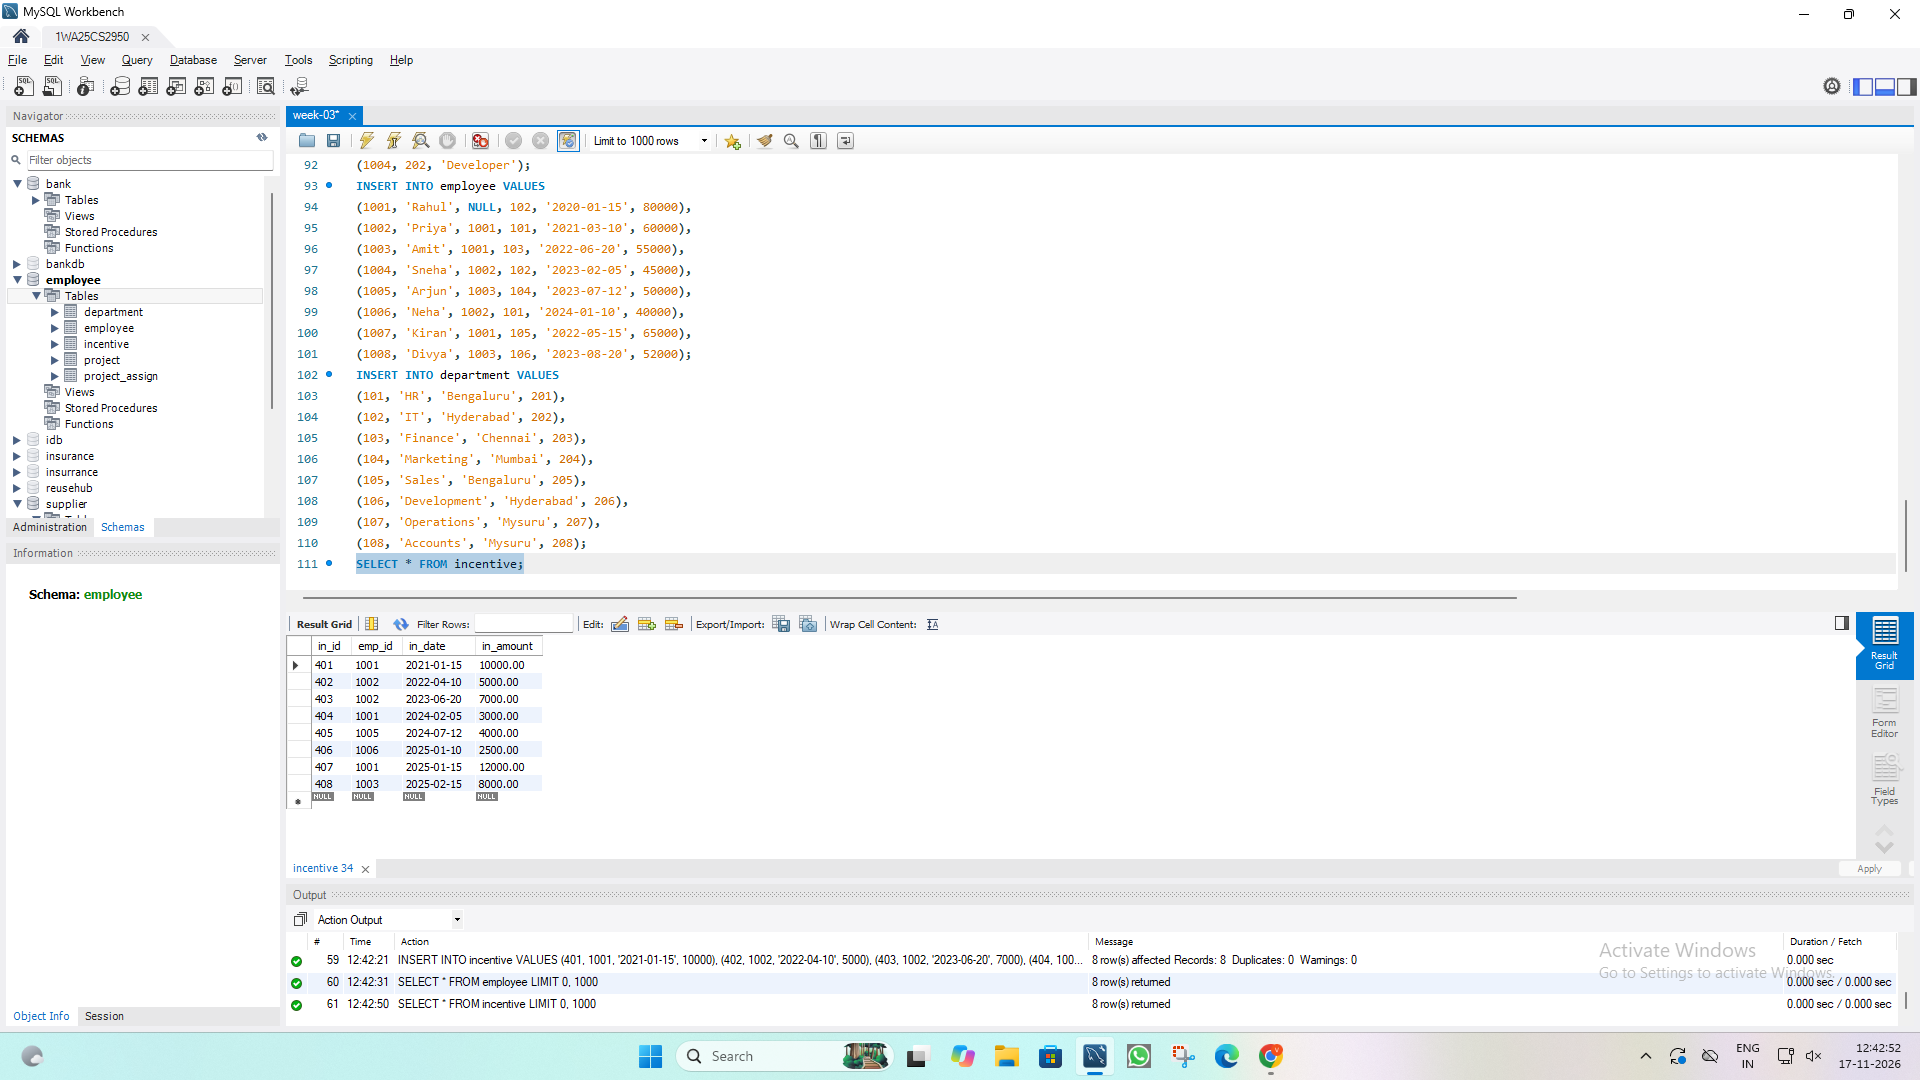 MySQL Workbench
1WA25CS2950
File Edit View Query Database Server Tools Scripting Help
Navigator
SCHEMAS
Filter objects
bank
Tables
Views
Stored Procedures
Functions
bankdb
employee
Tables
department
employee
incentive
project
project_assign
Views
Stored Procedures
Functions
idb
insurance
insurrance
reusehub
supplier
Administration Schemas
Information
Schema: employee
Object Info Session
week-03*
Limit to 1000 rows
92 (1004, 202, 'Developer');
93 INSERT INTO employee VALUES
94 (1001, 'Rahul', NULL, 102, '2020-01-15', 80000),
95 (1002, 'Priya', 1001, 101, '2021-03-10', 60000),
96 (1003, 'Amit', 1001, 103, '2022-06-20', 55000),
97 (1004, 'Sneha', 1002, 102, '2023-02-05', 45000),
98 (1005, 'Arjun', 1003, 104, '2023-07-12', 50000),
99 (1006, 'Neha', 1002, 101, '2024-01-10', 40000),
100 (1007, 'Kiran', 1001, 105, '2022-05-15', 65000),
101 (1008, 'Divya', 1003, 106, '2023-08-20', 52000);
102 INSERT INTO department VALUES
103 (101, 'HR', 'Bengaluru', 201),
104 (102, 'IT', 'Hyderabad', 202),
105 (103, 'Finance', 'Chennai', 203),
106 (104, 'Marketing', 'Mumbai', 204),
107 (105, 'Sales', 'Bengaluru', 205),
108 (106, 'Development', 'Hyderabad', 206),
109 (107, 'Operations', 'Mysuru', 207),
110 (108, 'Accounts', 'Mysuru', 208);
111 SELECT * FROM incentive;
Result Grid Filter Rows: Edit: Export/Import: Wrap Cell Content:
in_id emp_id in_date in_amount
401 1001 2021-01-15 10000.00
402 1002 2022-04-10 5000.00
403 1002 2023-06-20 7000.00
404 1001 2024-02-05 3000.00
405 1005 2024-07-12 4000.00
406 1006 2025-01-10 2500.00
407 1001 2025-01-15 12000.00
408 1003 2025-02-15 8000.00
NULL NULL NULL NULL
Result Grid
Form Editor
Field Types
incentive 34
Apply
Output
Action Output
# Time Action Message Duration / Fetch
59 12:42:21 INSERT INTO incentive VALUES (401, 1001, '2021-01-15', 10000), (402, 1002, '2022-04-10', 5000), (403, 1002, '2023-06-20', 7000), (404, 100... 8 row(s) affected Records: 8 Duplicates: 0 Warnings: 0 0.000 sec
60 12:42:31 SELECT * FROM employee LIMIT 0, 1000 8 row(s) returned 0.000 sec / 0.000 sec
61 12:42:50 SELECT * FROM incentive LIMIT 0, 1000 8 row(s) returned 0.000 sec / 0.000 sec
Activate Windows
Go to Settings to activate Windows.
Search
ENG
IN
12:42:52
17-11-2026